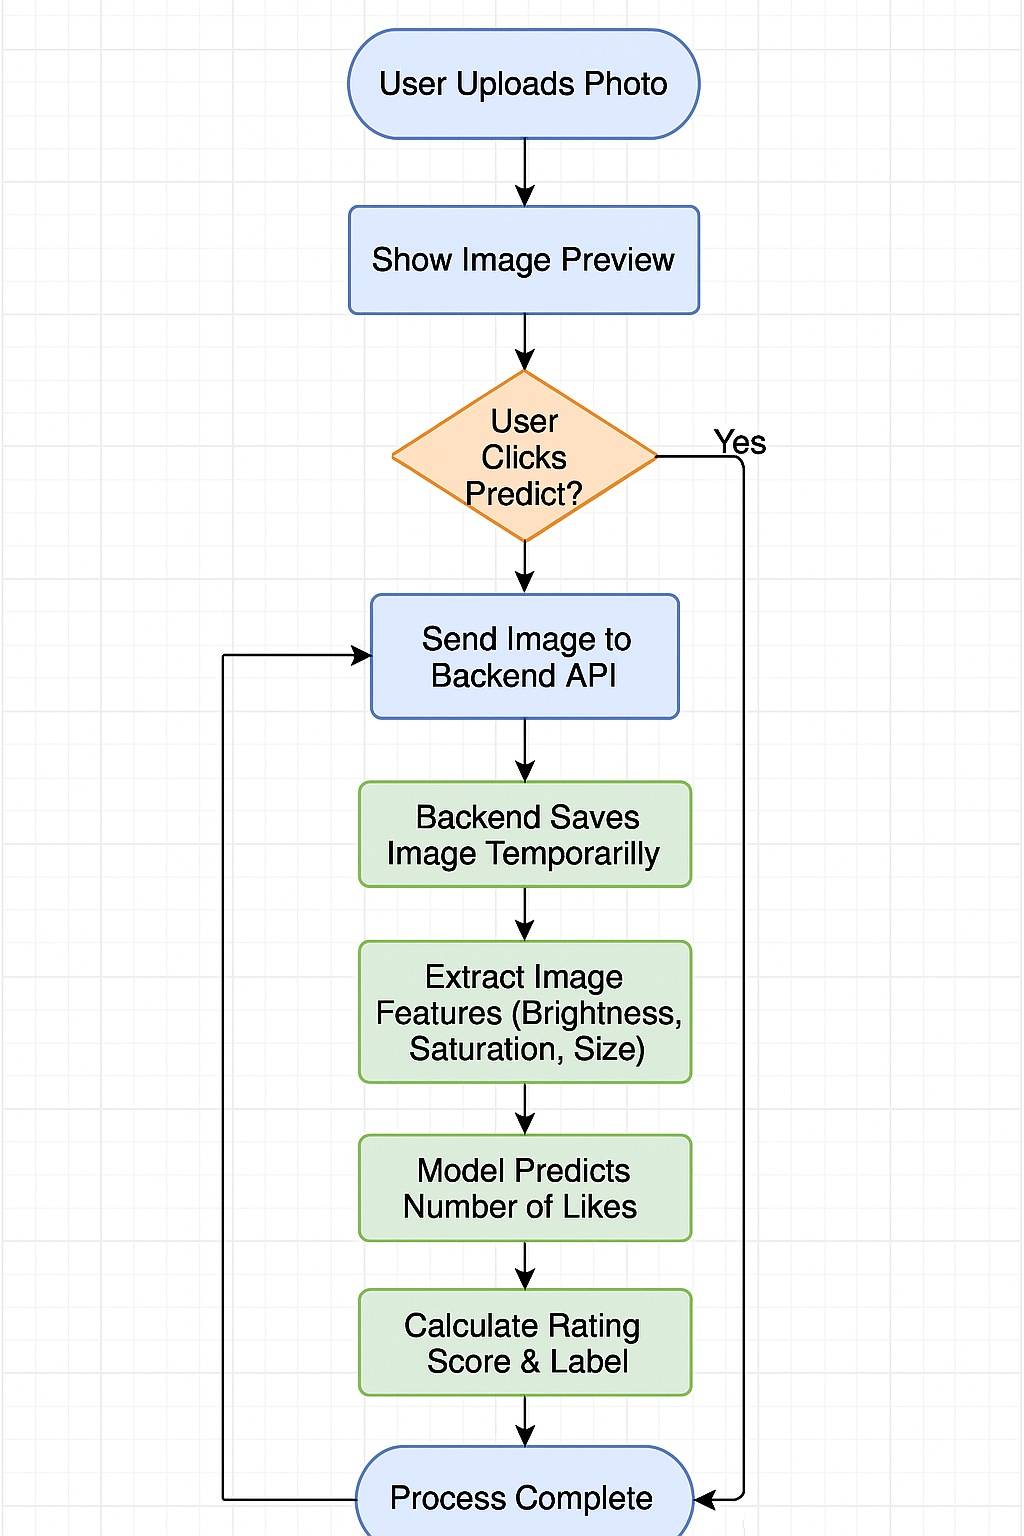 User Uploads Photo
Show Image Preview
User
Clicks
Predict?
Yes
Send Image to
Backend API
Backend Saves
Image Temporarilly
Extract Image
Features (Brightness,
Saturation, Size)
Model Predicts
Number of Likes
Calculate Rating
Score & Label
Process Complete